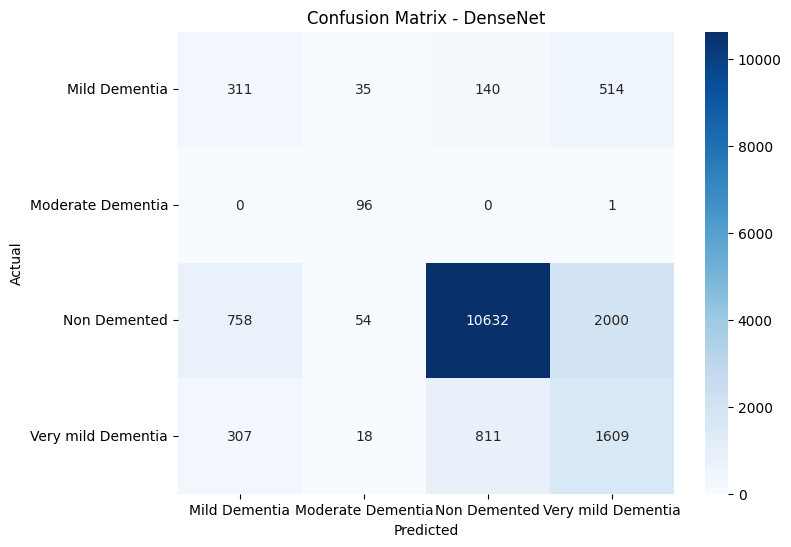 Confusion Matrix - DenseNet
Actual
Mild Dementia 311 35 140 514
Moderate Dementia 0 96 0 1
Non Demented 758 54 10632 2000
Very mild Dementia 307 18 811 1609
Mild Dementia Moderate Dementia Non Demented Very mild Dementia
Predicted
10000
8000
6000
4000
2000
0